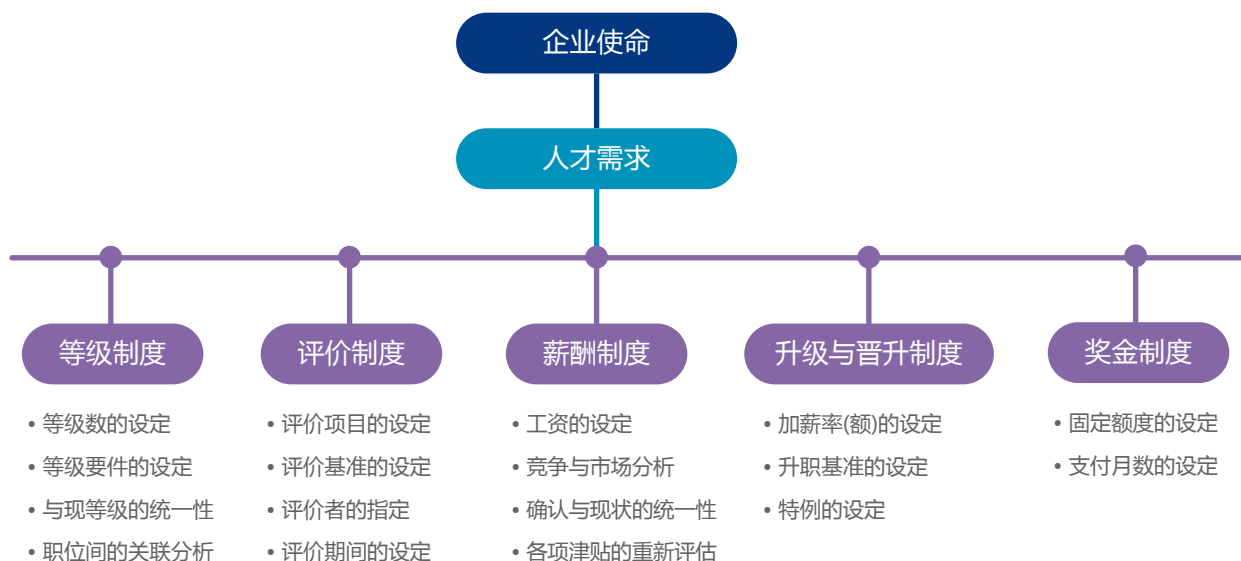 企业使命
人才需求
等级制度
• 等级数的设定
• 等级要件的设定
• 与现等级的统一性
• 职位间的关联分析
评价制度
• 评价项目的设定
• 评价基准的设定
• 评价者的指定
• 评价期间的设定
薪酬制度
• 工资的设定
• 竞争与市场分析
• 确认与现状的统一性
• 各项津贴的重新评估
升级与晋升制度
• 加薪率(额)的设定
• 升职基准的设定
• 特例的设定
奖金制度
• 固定额度的设定
• 支付月数的设定